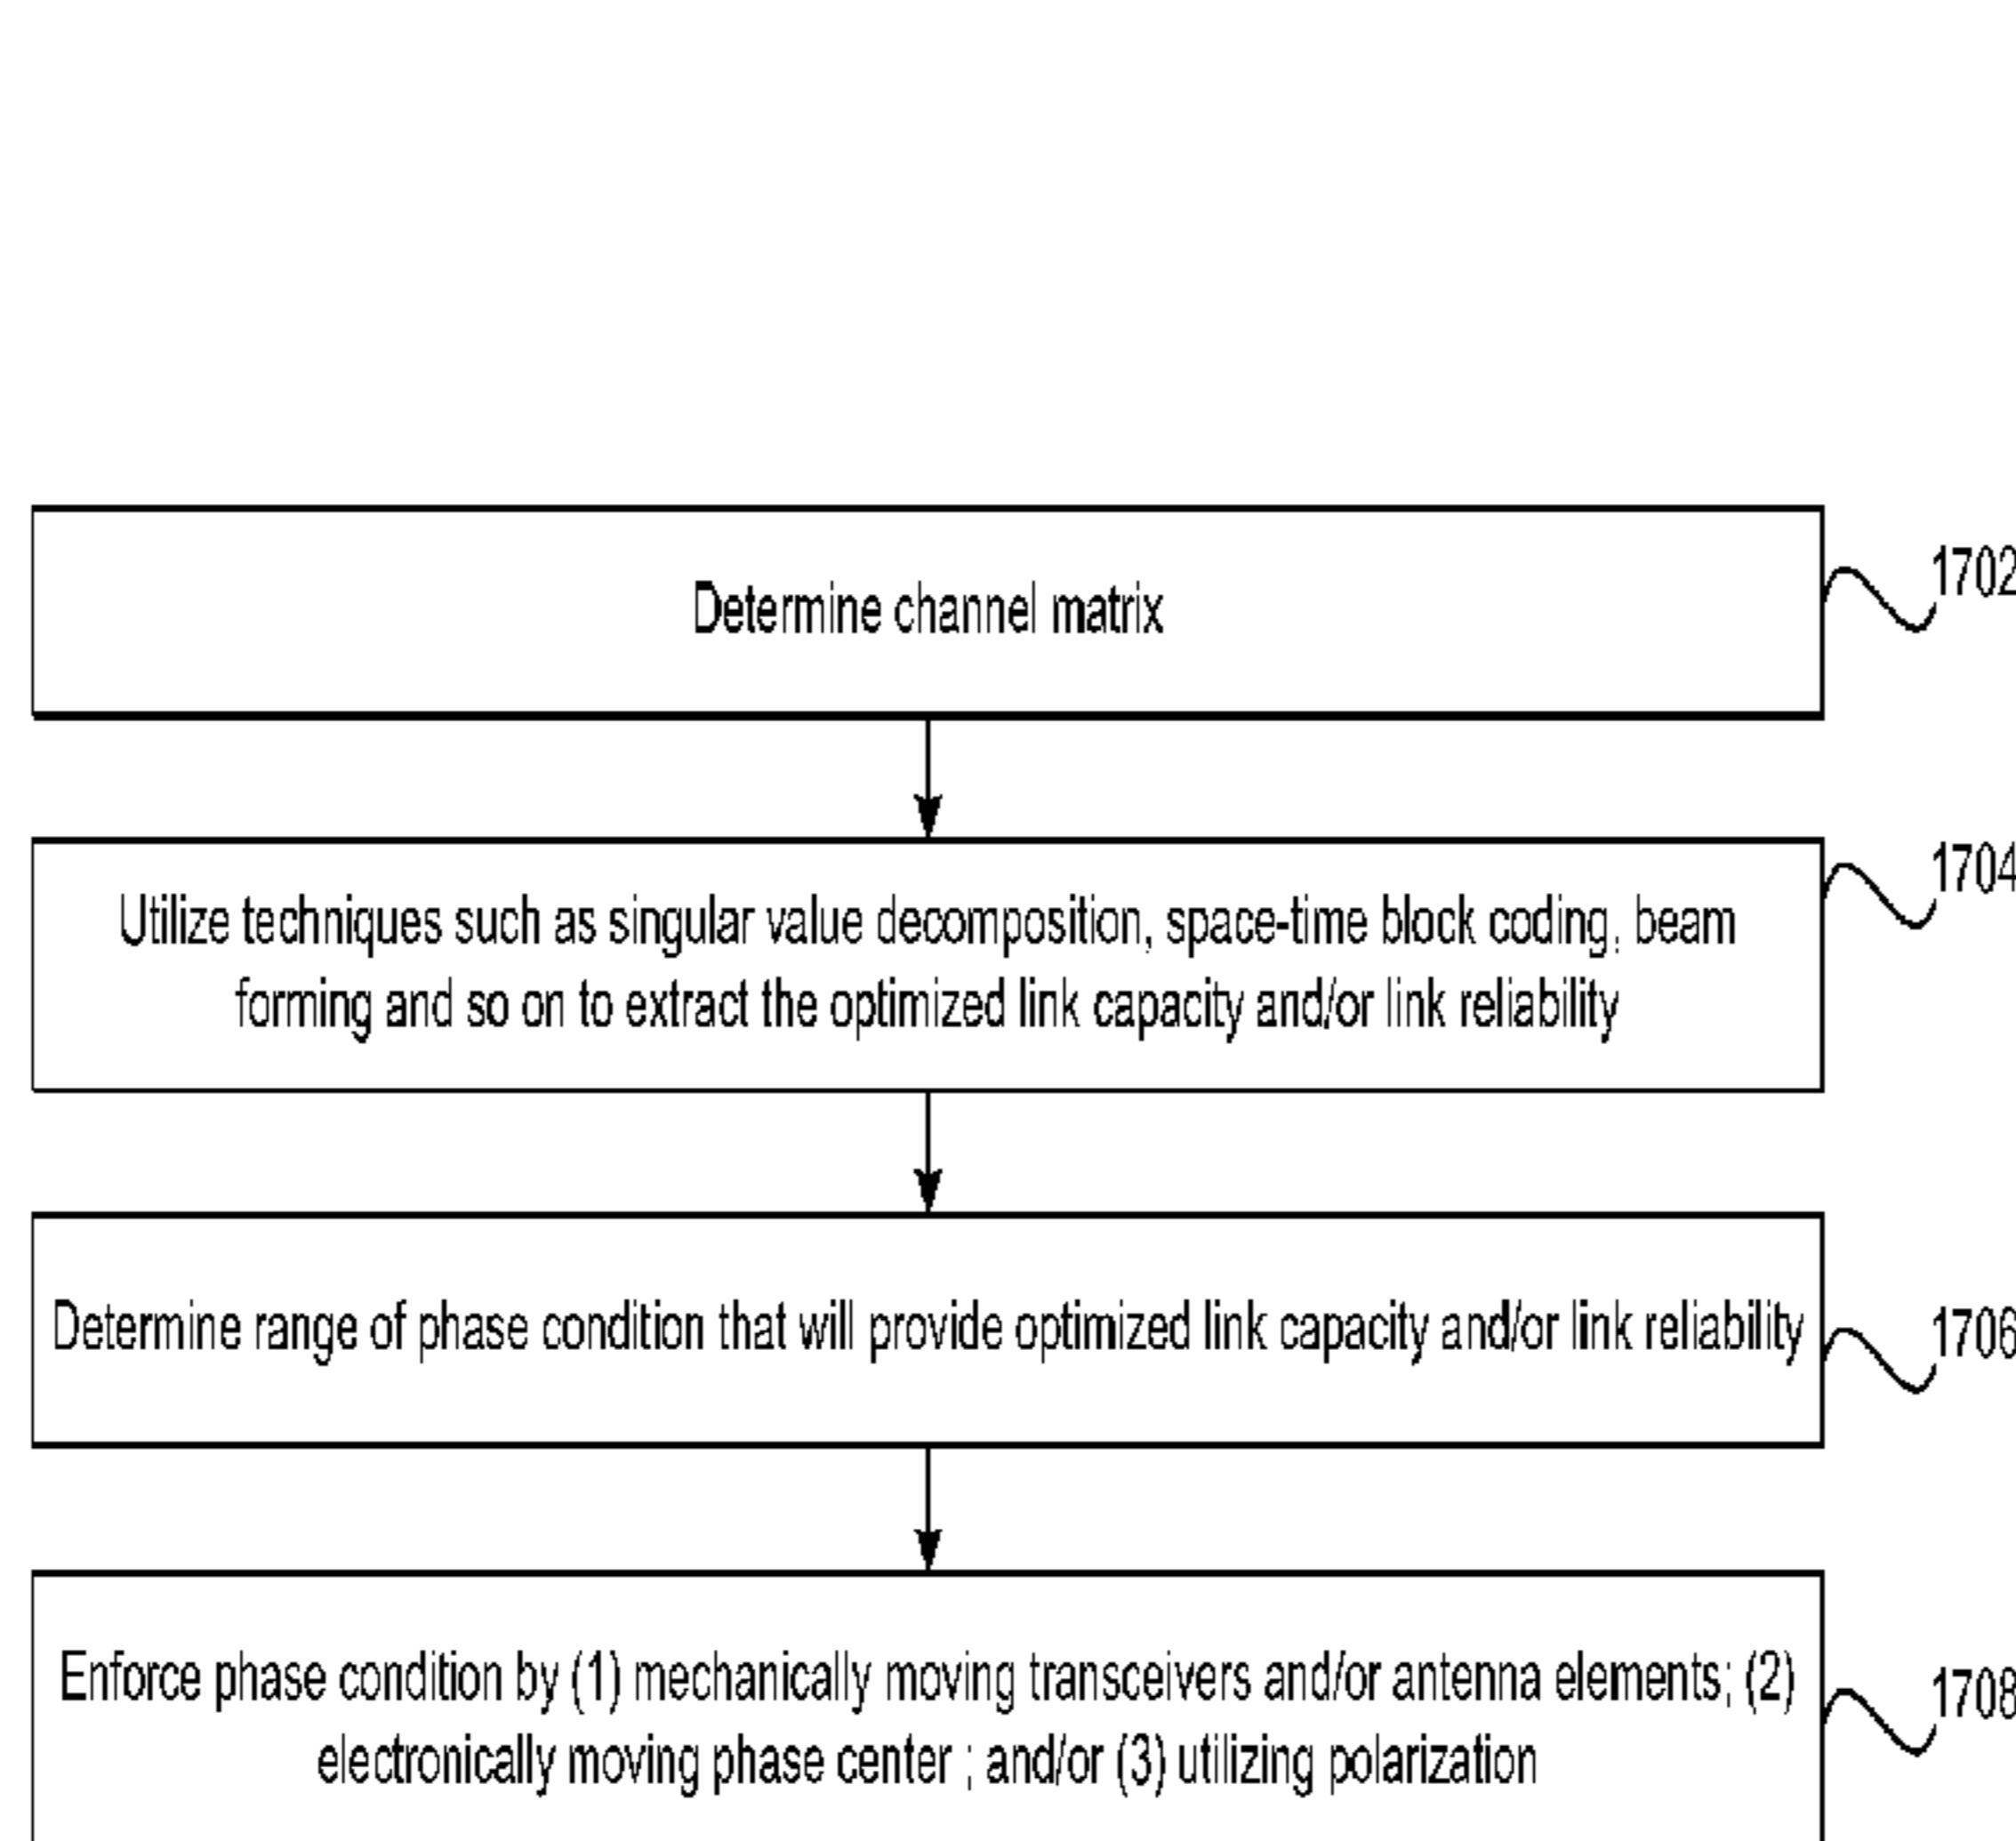 Determine channel matrix
1702
Utilize techniques such as singular value decomposition, space-time block coding, beam
forming and so on to extract the optimized link capacity and/or link reliability
1704
Determine range of phase condition that will provide optimized link capacity and/or link reliability
1706
Enforce phase condition by (1) mechanically moving transceivers and/or antenna elements; (2)
electronically moving phase center ; and/or (3) utilizing polarization
1708